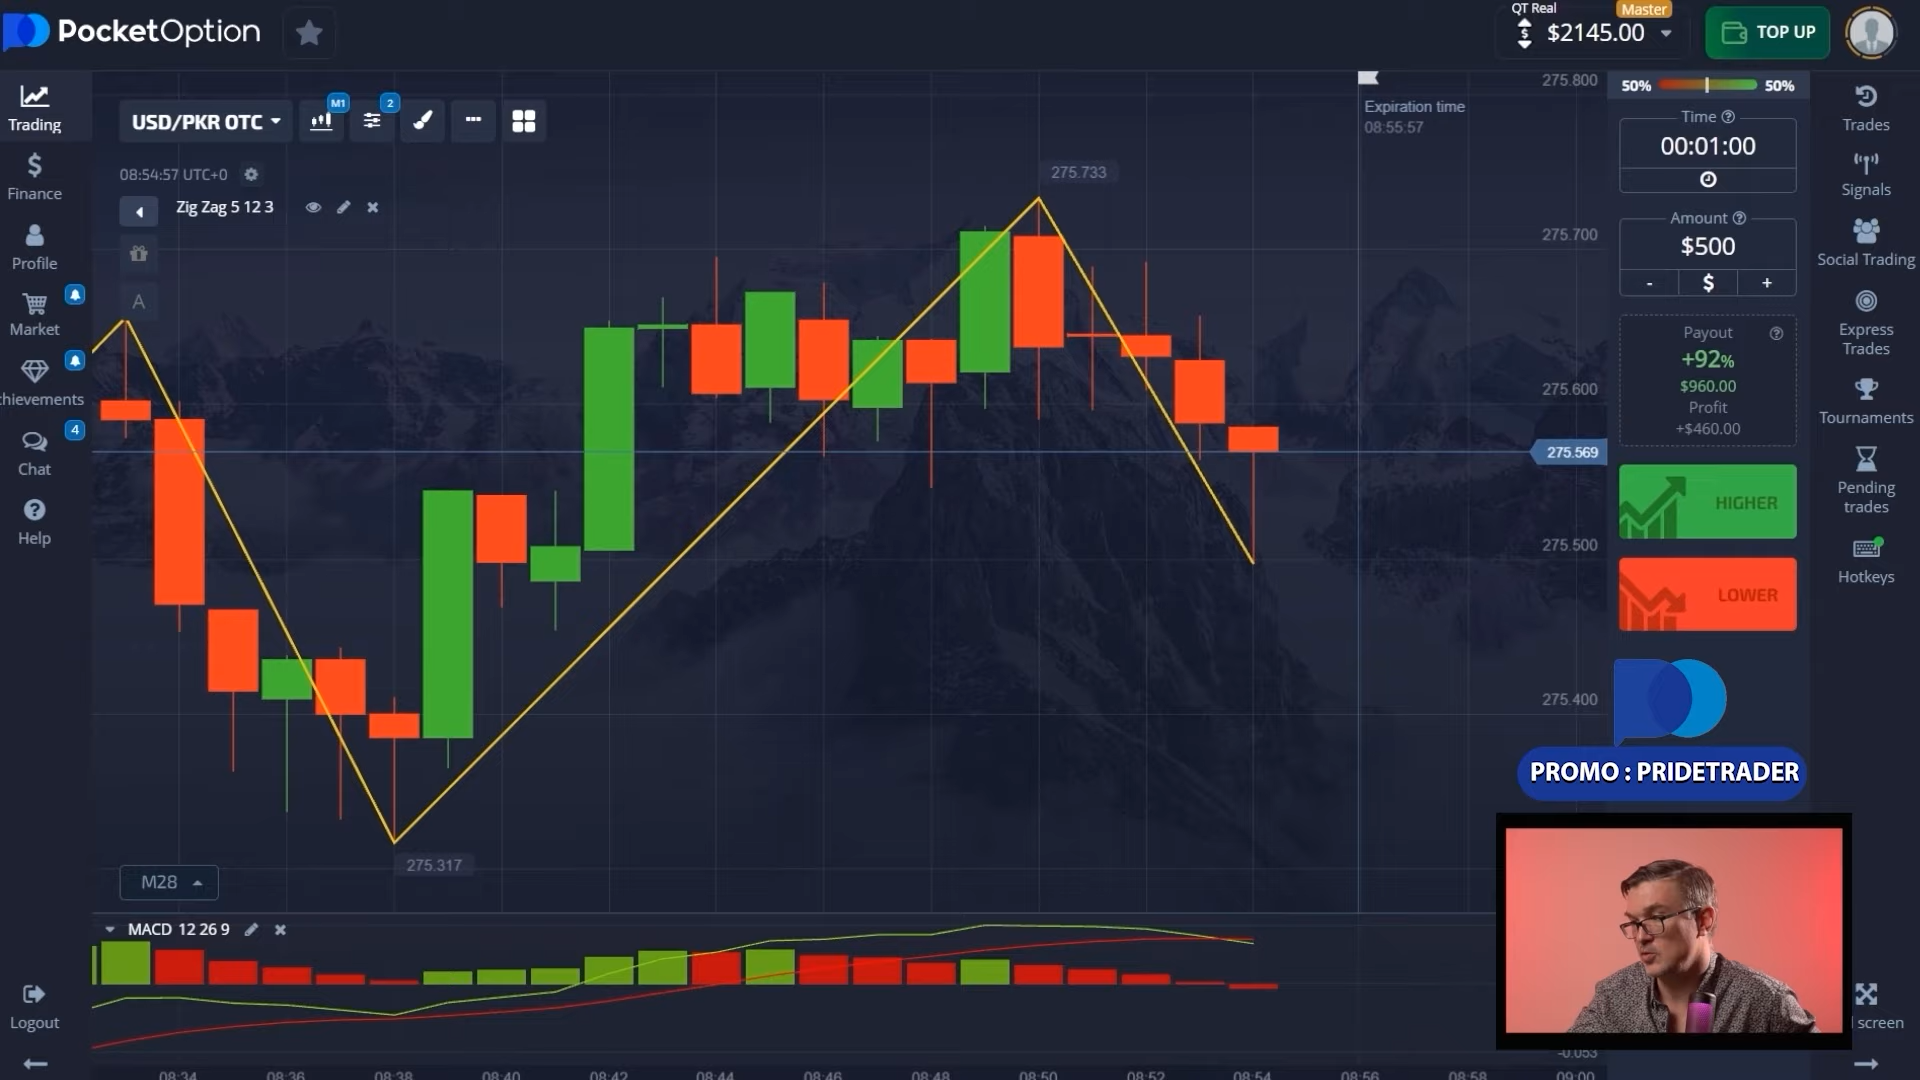 PocketOption
QT Real
Master
$2145.00
TOP UP
Trading
Finance
Profile
Market
chievements
4
Chat
Help
Logout
USD/PKR OTC
M1
2
08:54:57 UTC+0
Zig Zag 5 12 3
A
275.733
275.317
Expiration time
08:55:57
275.800
275.700
275.600
275.569
275.500
275.400
M28
MACD 12 26 9
-0.053
08:34
08:36
08:38
08:40
08:42
08:44
08:46
08:48
08:50
08:52
08:54
08:56
08:58
09:00
50%
50%
Time
00:01:00
Amount
$500
- $ +
Payout
+92%
$960.00
Profit
+$460.00
HIGHER
LOWER
PROMO : PRIDETRADER
Trades
Signals
Social Trading
Express
Trades
Tournaments
Pending
trades
Hotkeys
screen